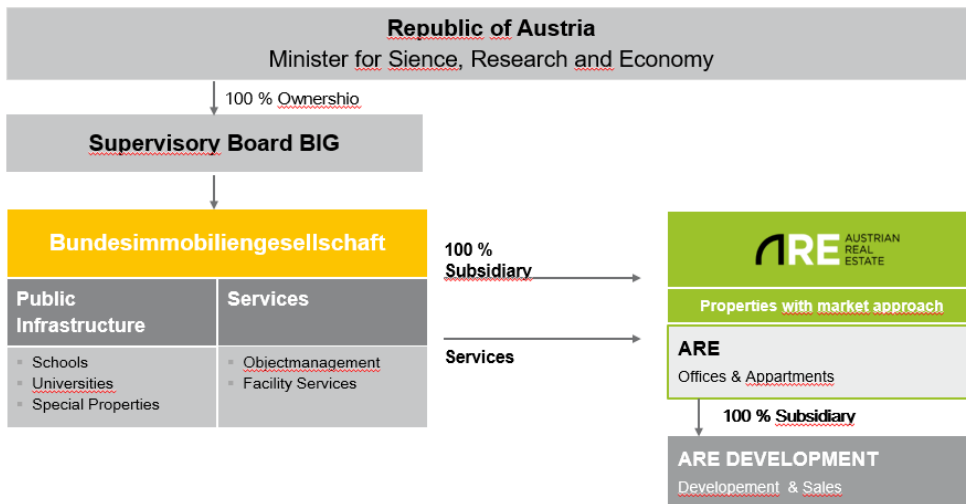 Republic of Austria
Minister for Sience, Research and Economy
100 % Ownershio
Supervisory Board BIG
Bundesimmobiliengesellschaft
Public
Infrastructure
Services
Schools
Universities
Special Properties
Objectmanagement
Facility Services
100 %
Subsidiary
Services
ARE AUSTRIAN
REAL
ESTATE
Properties with market approach
ARE
Offices & Appartments
100 % Subsidiary
ARE DEVELOPMENT
Developement & Sales